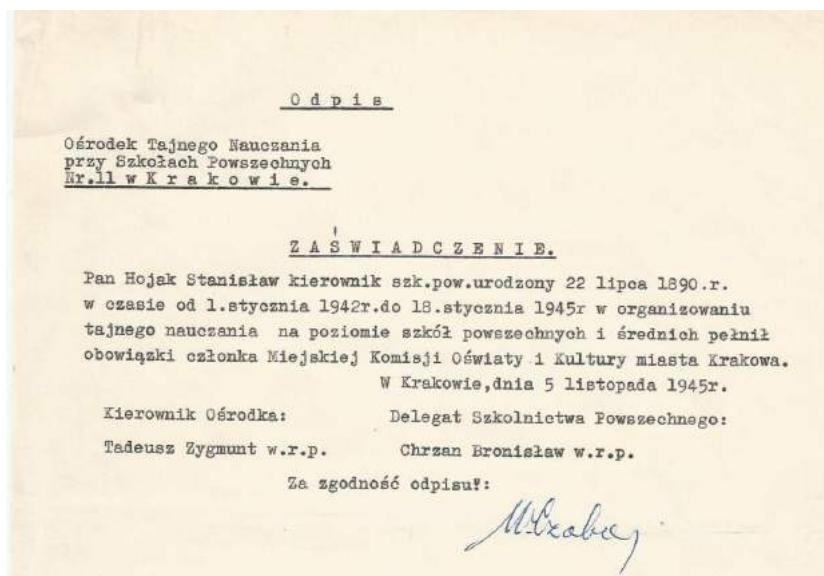 Odpis
Ośrodek Tajnego Nauczania
przy Szkołach Powszechnych
Nr.11 w Krakowie.
ZAŚWIADCZENIE.
Pan Hojak Stanisław kierownik szk.pow.urodzony 22 lipca 1890.r.
w czasie od 1.stycznia 1942r.do 18.stycznia 1945r w organizowaniu
tajnego nauczania na poziomie szkół powszechnych i średnich pełnił
obowiązki członka Miejskiej Komisji Oświaty i Kultury miasta Krakowa.
W Krakowie,dnia 5 listopada 1945r.
Kierownik Ośrodka: Delegat Szkolnictwa Powszechnego:
Tadeusz Zygmunt w.r.p. Chrzan Bronisław w.r.p.
Za zgodność odpisu!: